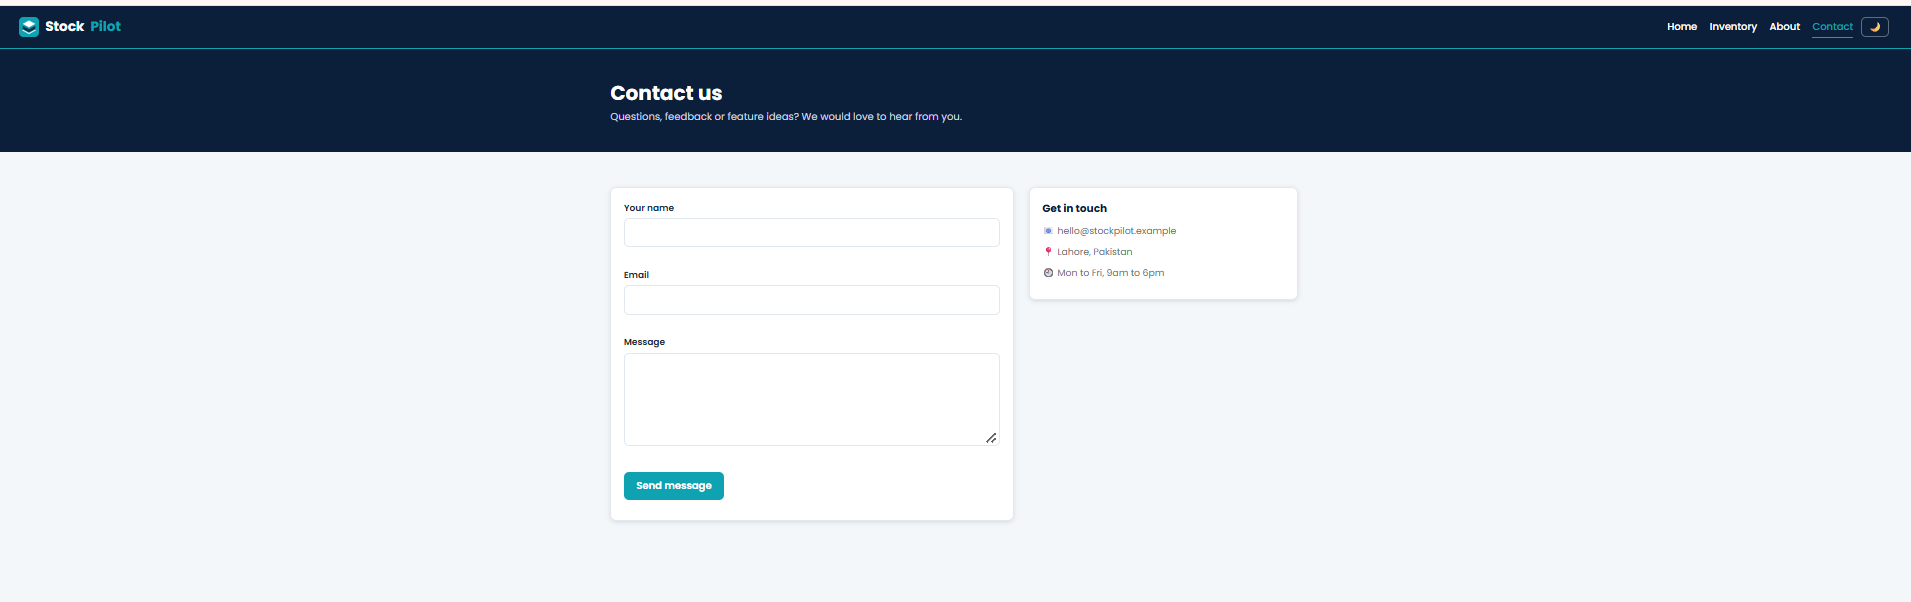 Stock Pilot
Home Inventory About Contact
Contact us
Questions, feedback or feature ideas? We would love to hear from you.
Your name
Email
Message
Send message
Get in touch
hello@stockpilot.example
Lahore, Pakistan
Mon to Fri, 9am to 6pm